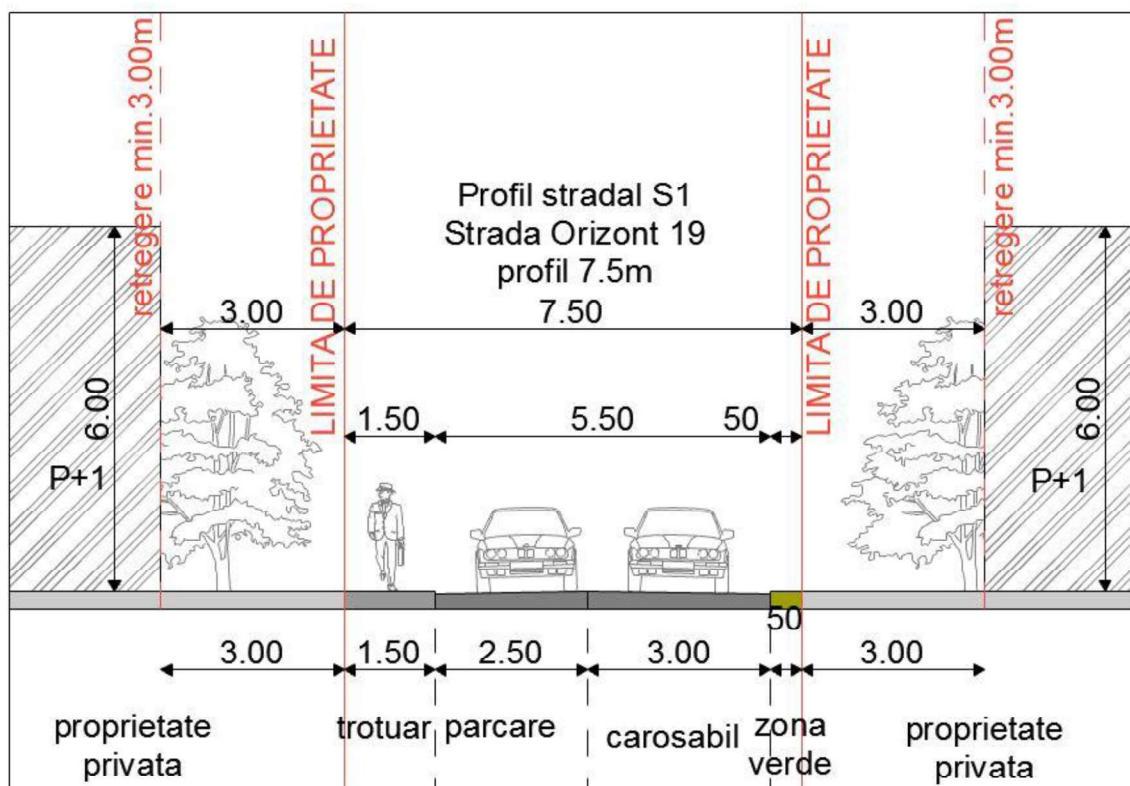 retregere min.3.00m
LIMITA DE PROPRIETATE
LIMITA DE PROPRIETATE
retregere min.3.00m
Profil stradal S1
Strada Orizont 19
profil 7.5m
3.00
7.50
3.00
6.00
6.00
1.50
5.50
50
P+1
P+1
50
3.00
1.50
2.50
3.00
3.00
proprietate
privata
trotuar
parcare
carosabil
zona
verde
proprietate
privata